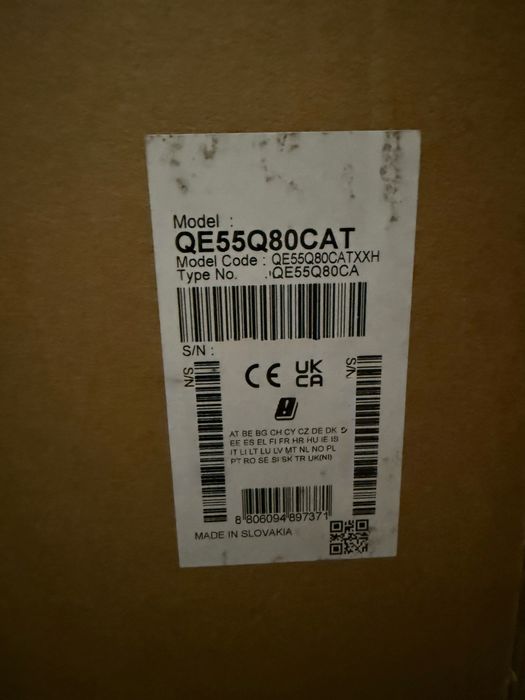 Model :
QE55Q80CAT
Model Code : QE55Q80CATXXH
Type No. : QE55Q80CA
S/N :
S/N
S/N
CE UK
CA
AT BE BG CH CY CZ DE DK
EE ES EL FI FR HR HU IE IS
IT LI LT LU LV MT NL NO PL
PT RO SE SI SK TR UK(NI)
8 806094 897371
MADE IN SLOVAKIA